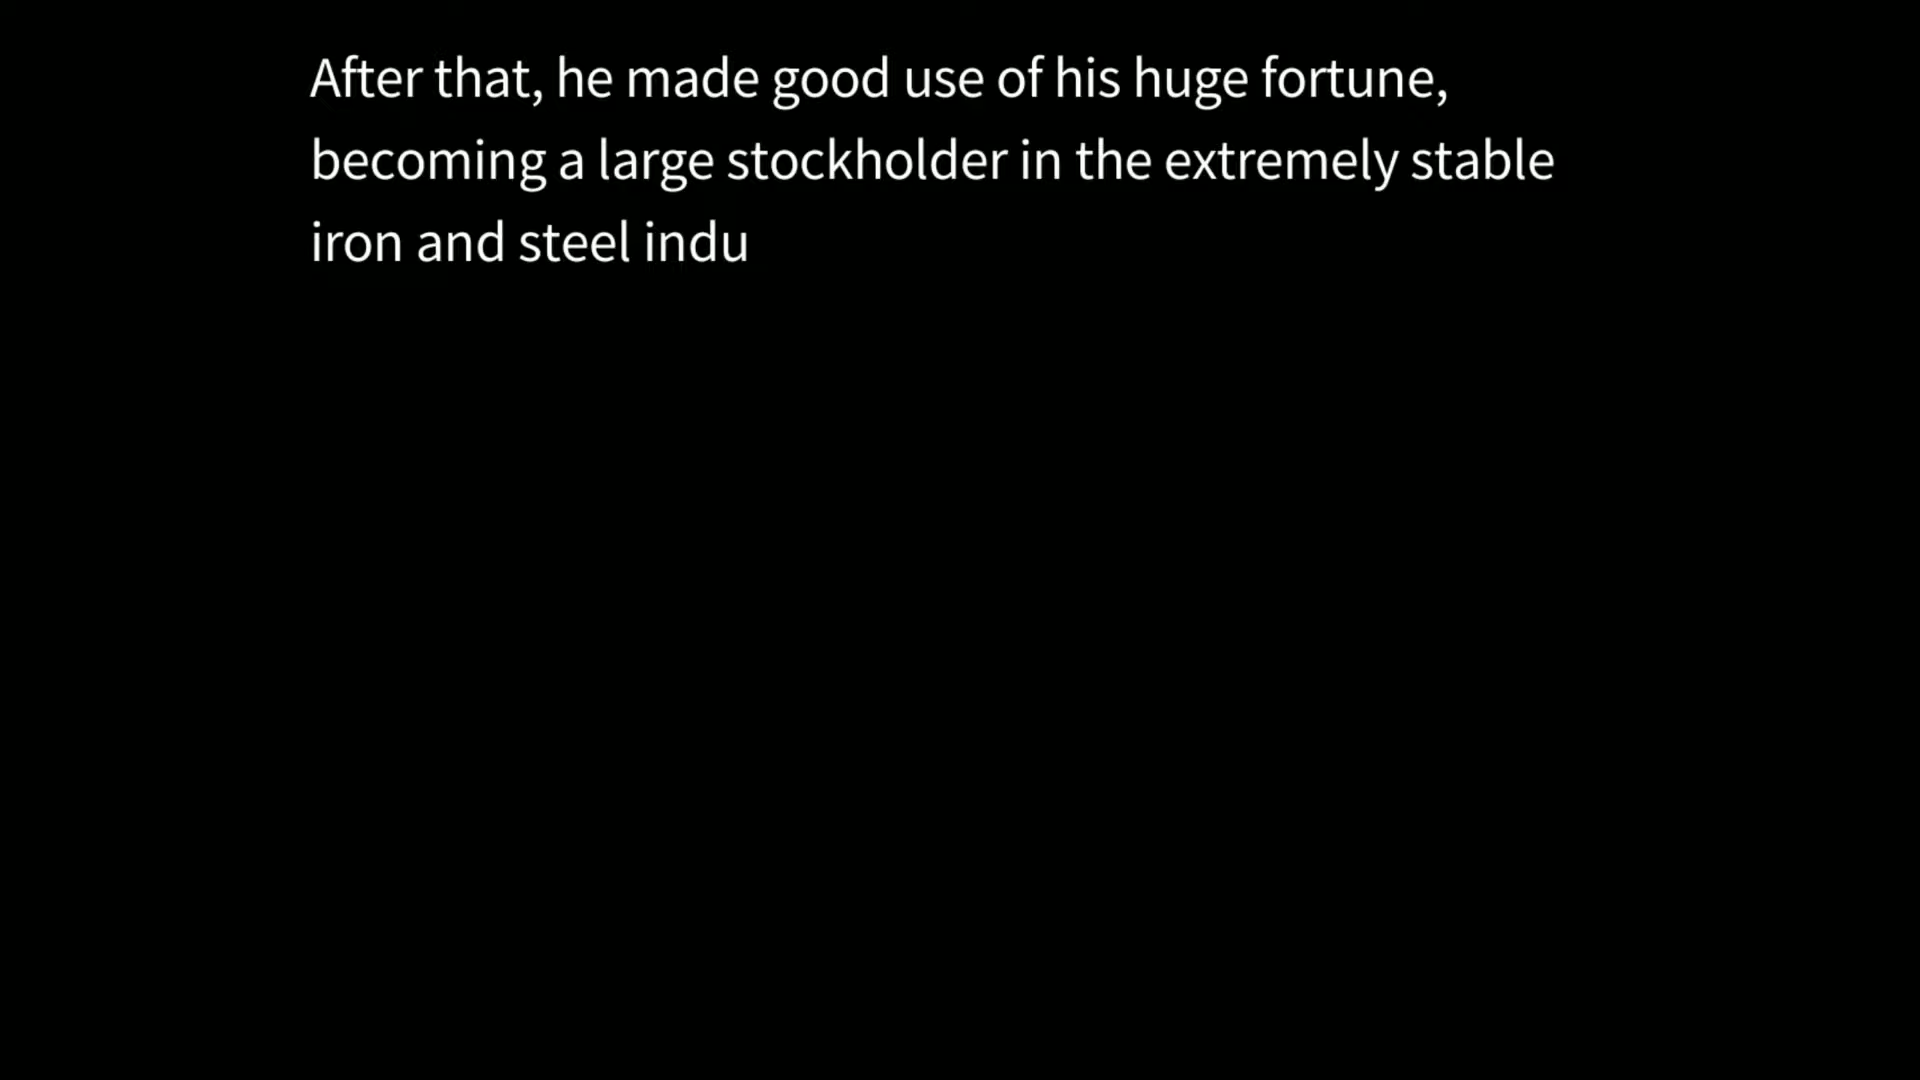 After that, he made good use of his huge fortune,
becoming a large stockholder in the extremely stable
iron and steel indu